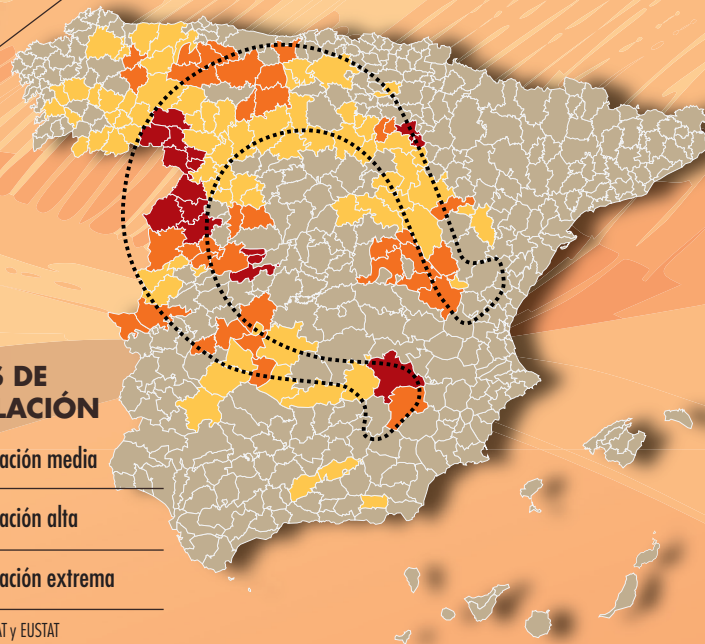 S DE
LACIÓN
ación media
ación alta
ación extrema
AT y EUSTAT